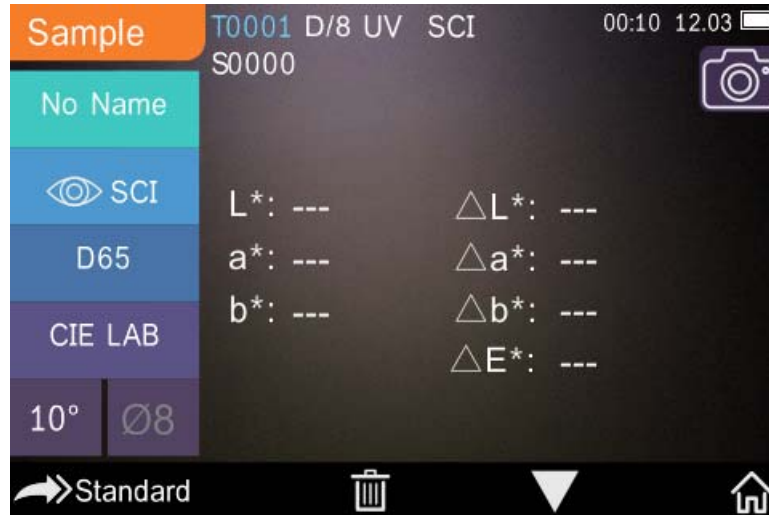 Sample
T0001 D/8 UV SCI 00:10 12.03
S0000
No Name
SCI
D65
CIE LAB
10° Ø8
L*: --- △L*: ---
a*: --- △a*: ---
b*: --- △b*: ---
△E*: ---
Standard